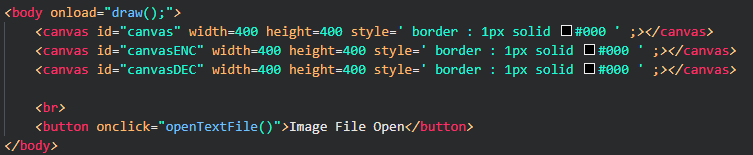 <body onload="draw();">
<canvas id="canvas" width=400 height=400 style=' border : 1px solid #000 ' ;></canvas>
<canvas id="canvasENC" width=400 height=400 style=' border : 1px solid #000 ' ;></canvas>
<canvas id="canvasDEC" width=400 height=400 style=' border : 1px solid #000 ' ;></canvas>
<br>
<button onclick="openTextFile()">Image File Open</button>
</body>